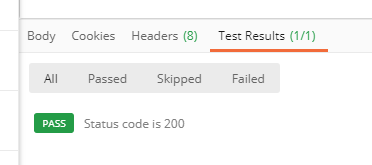 Body Cookies Headers (8) Test Results (1/1)
All Passed Skipped Failed
PASS Status code is 200